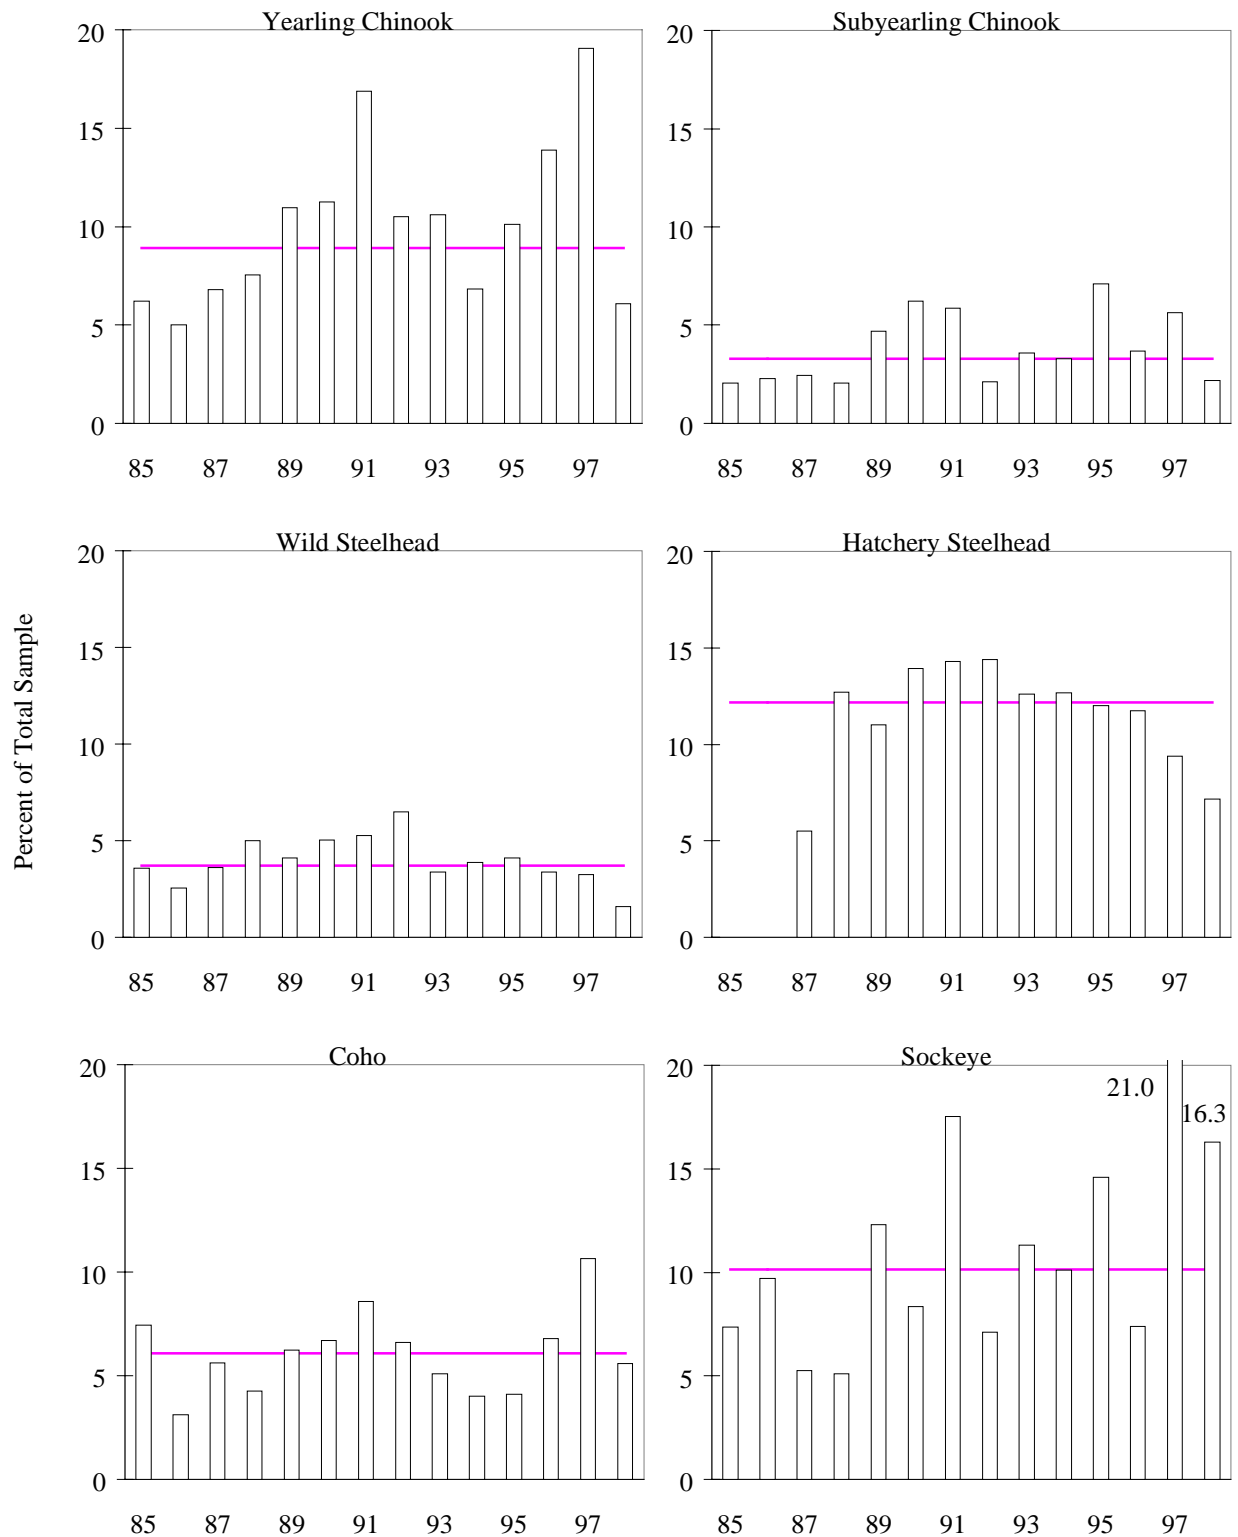 Yearling Chinook
20
15
10
5
0
85 87 89 91 93 95 97
Subyearling Chinook
20
15
10
5
0
85 87 89 91 93 95 97
Percent of Total Sample
Wild Steelhead
20
15
10
5
0
85 87 89 91 93 95 97
Hatchery Steelhead
20
15
10
5
0
85 87 89 91 93 95 97
Coho
20
15
10
5
0
85 87 89 91 93 95 97
Sockeye
20
21.0
16.3
15
10
5
0
85 87 89 91 93 95 97